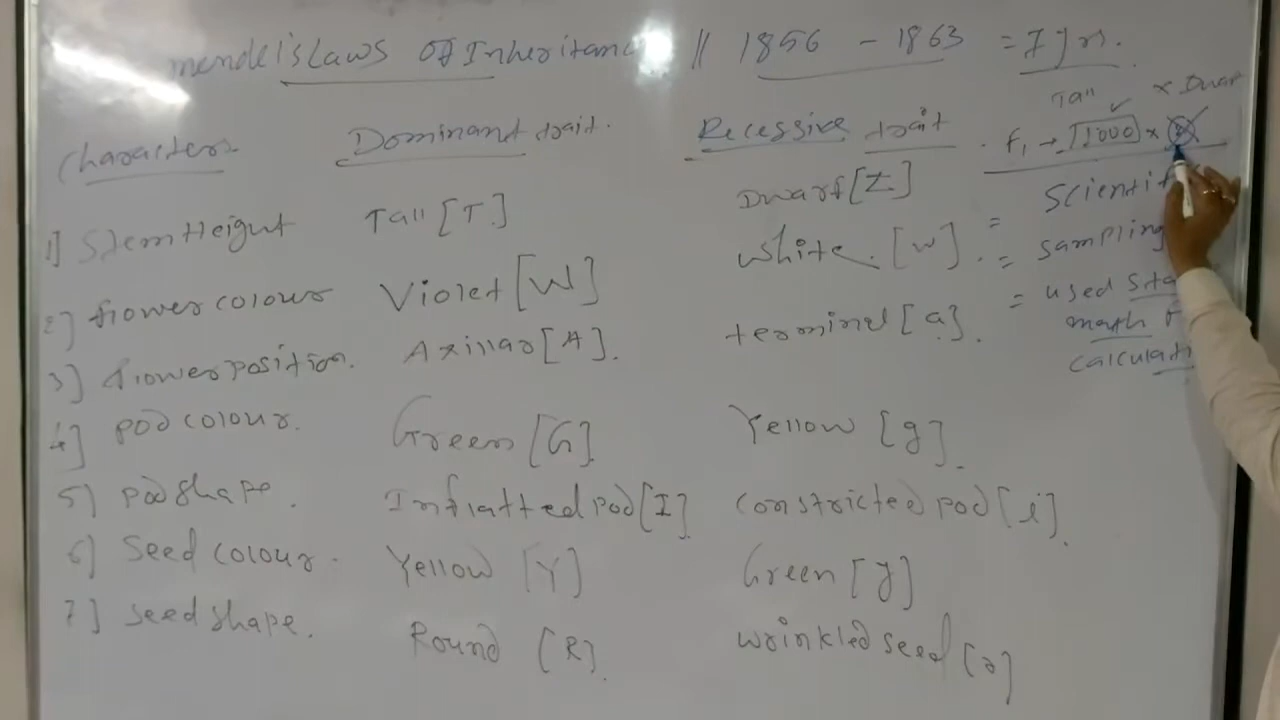 mendel's Laws Of Inheritance || 1856 - 1863 = 7 yrs.
Tall × Dwar
Characters Dominant trait. Recessive trait. F₁ → 1000 ×
1] Stem Height Tall [T] Dwarf [t] Scientif
2] flower colour Violet [W] White. [w]. = Sampling
3] flower position. Axillar [A]. terminal [a]. = used Sta
math
calculati
4] pod colour. Green [G]. Yellow [g].
5] Pod shape. Inflatted pod [I]. Constricted pod [i].
6] Seed colour. Yellow [Y] Green [y]
7] Seed shape. Round [R]. wrinkled seed [r]